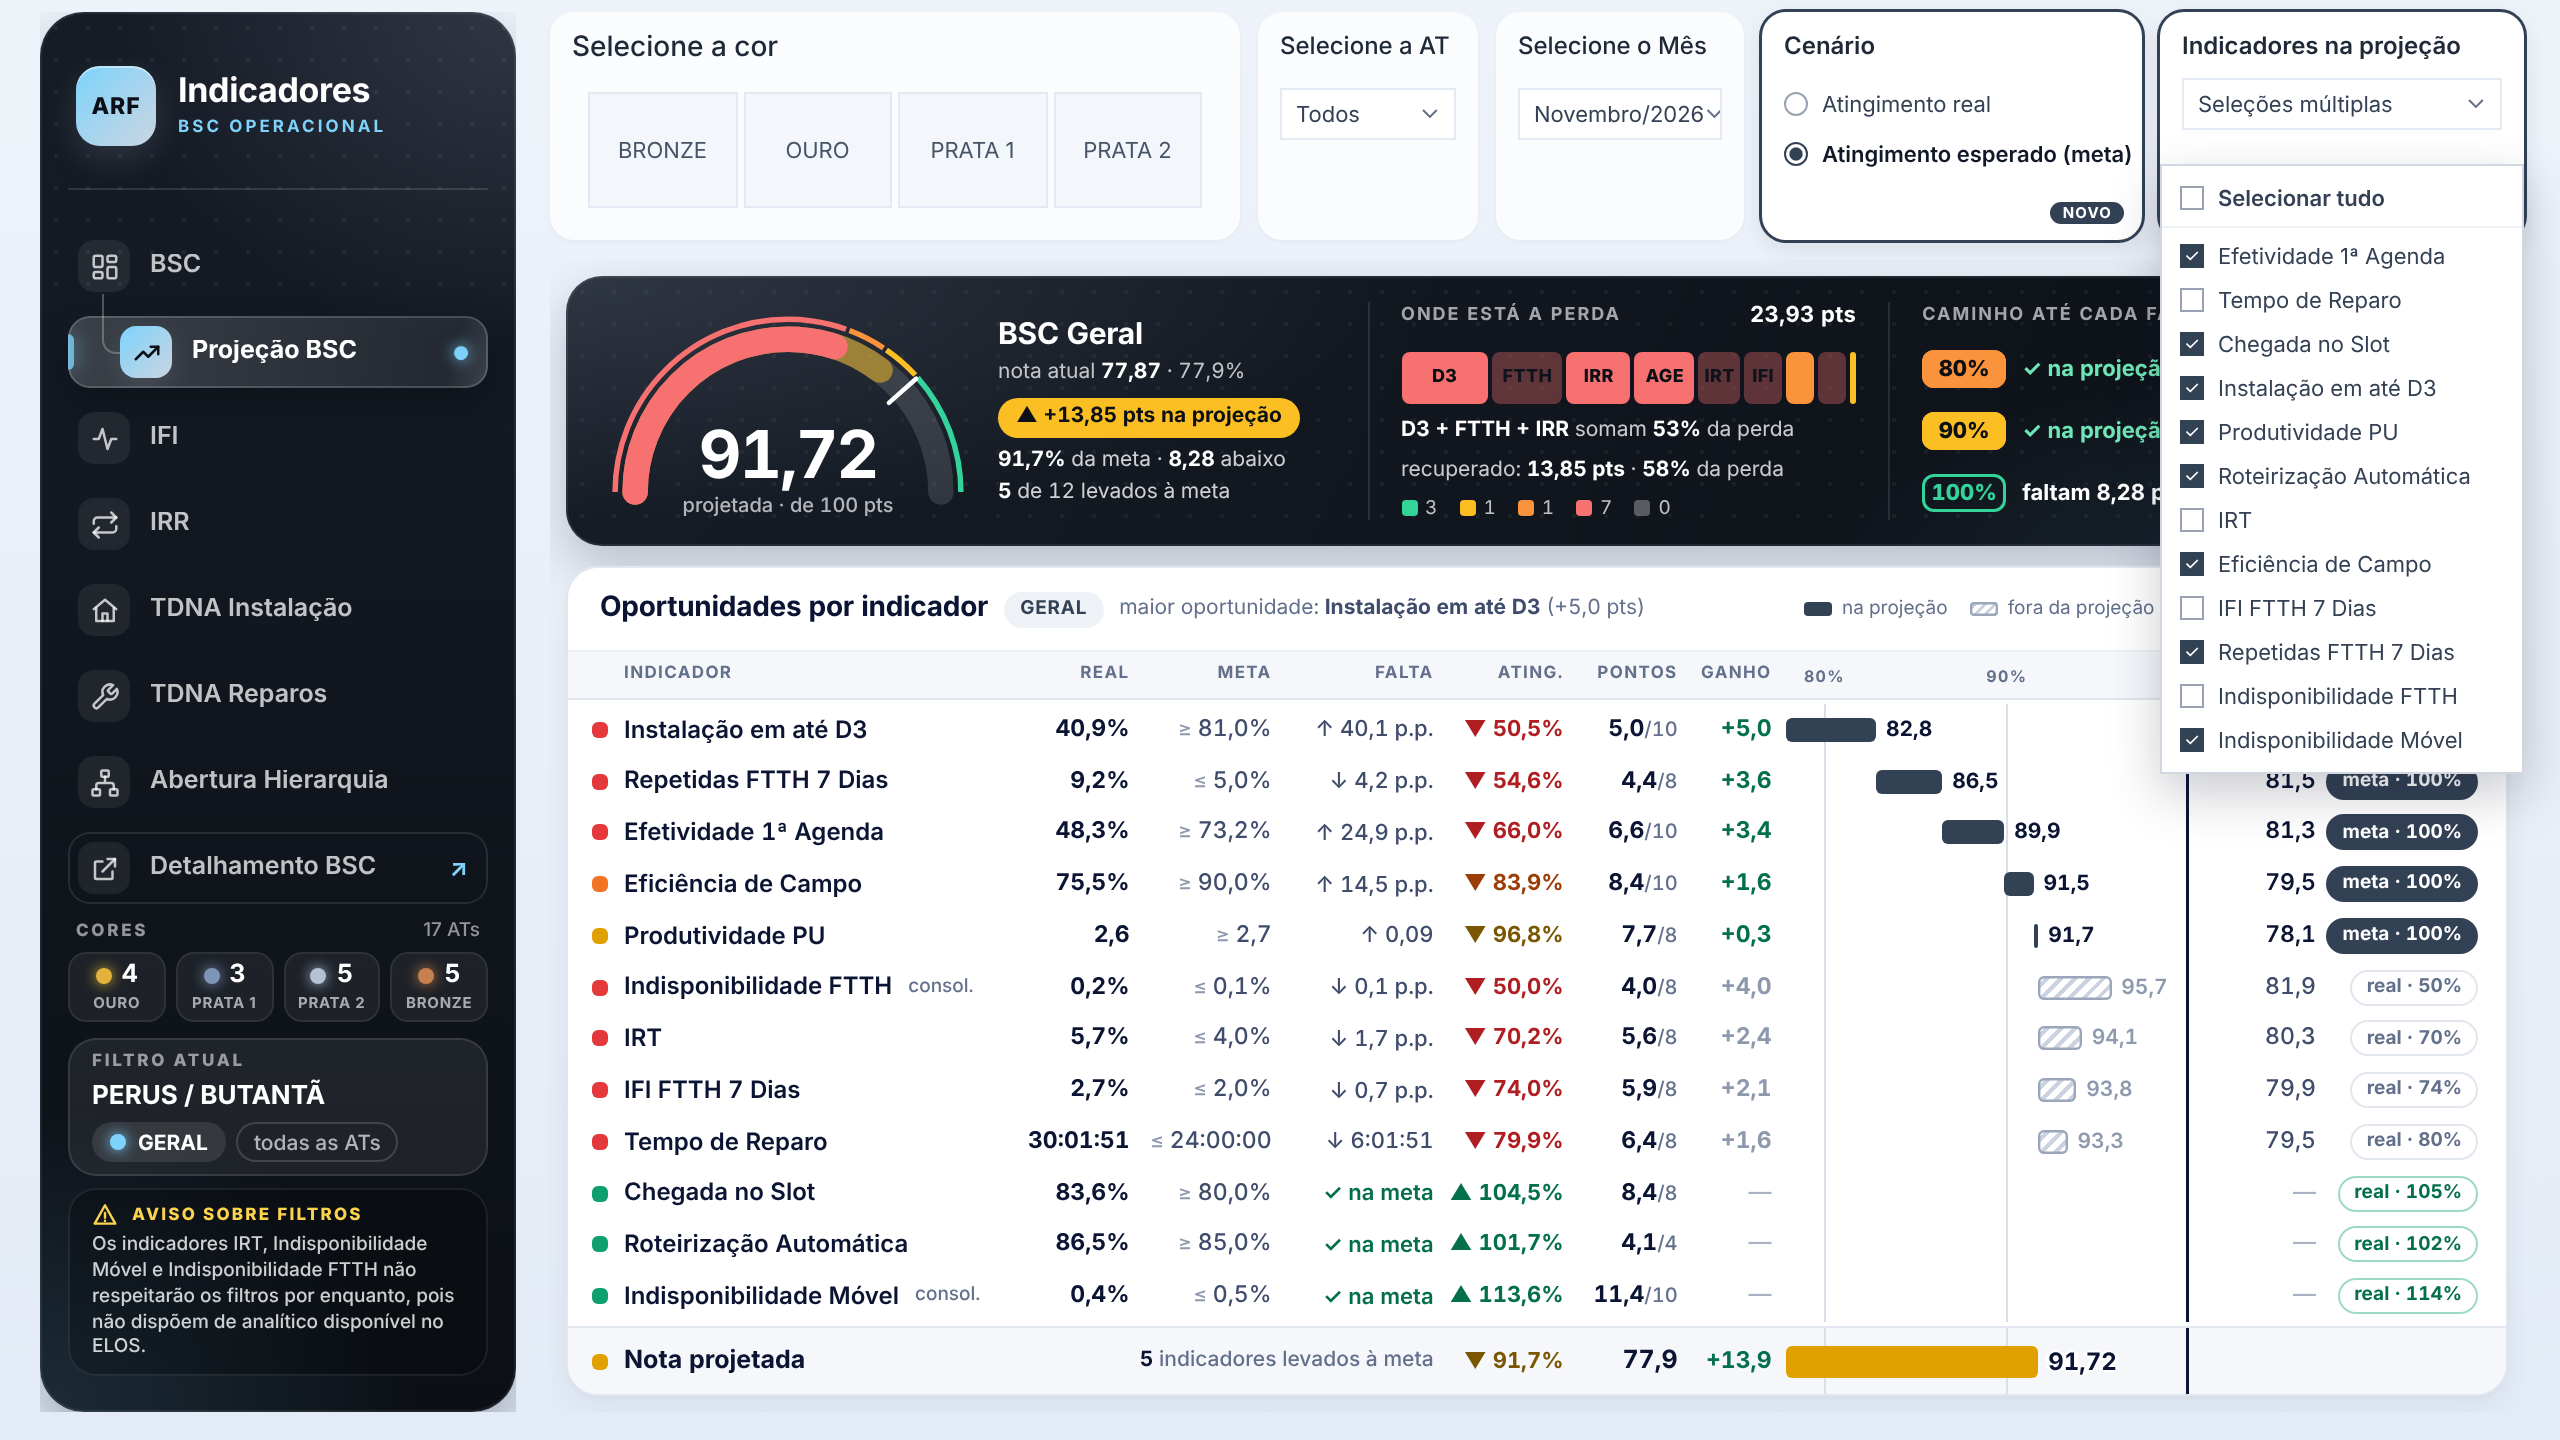 ARF
Indicadores
BSC OPERACIONAL
BSC
Projeção BSC
IFI
IRR
TDNA Instalação
TDNA Reparos
Abertura Hierarquia
Detalhamento BSC
CORES 17 ATs
4 OURO
3 PRATA 1
5 PRATA 2
5 BRONZE
FILTRO ATUAL
PERUS / BUTANTÃ
GERAL todas as ATs
AVISO SOBRE FILTROS
Os indicadores IRT, Indisponibilidade
Móvel e Indisponibilidade FTTH não
respeitarão os filtros por enquanto, pois
não dispõem de analítico disponível no
ELOS.
Selecione a cor
BRONZE OURO PRATA 1 PRATA 2
Selecione a AT
Todos
Selecione o Mês
Novembro/2026
Cenário
Atingimento real
Atingimento esperado (meta)
NOVO
Indicadores na projeção
Seleções múltiplas
Selecionar tudo
Efetividade 1ª Agenda
Tempo de Reparo
Chegada no Slot
Instalação em até D3
Produtividade PU
Roteirização Automática
IRT
Eficiência de Campo
IFI FTTH 7 Dias
Repetidas FTTH 7 Dias
Indisponibilidade FTTH
Indisponibilidade Móvel
91,72
projetada · de 100 pts
BSC Geral
nota atual 77,87 · 77,9%
▲ +13,85 pts na projeção
91,7% da meta · 8,28 abaixo
5 de 12 levados à meta
ONDE ESTÁ A PERDA 23,93 pts
D3 FTTH IRR AGE IRT IFI
D3 + FTTH + IRR somam 53% da perda
recuperado: 13,85 pts · 58% da perda
3 1 1 7 0
CAMINHO ATÉ CADA
80% ✓ na
90% ✓ na
100% faltam 8,28
Oportunidades por indicador GERAL maior oportunidade: Instalação em até D3 (+5,0 pts) na projeção fora da projeção
INDICADOR REAL META FALTA ATING. PONTOS GANHO 80% 90%
Instalação em até D3 40,9% ≥ 81,0% ↑ 40,1 p.p. ▼ 50,5% 5,0/10 +5,0 82,8
Repetidas FTTH 7 Dias 9,2% ≤ 5,0% ↓ 4,2 p.p. ▼ 54,6% 4,4/8 +3,6 86,5 81,5 meta · 100%
Efetividade 1ª Agenda 48,3% ≥ 73,2% ↑ 24,9 p.p. ▼ 66,0% 6,6/10 +3,4 89,9 81,3 meta · 100%
Eficiência de Campo 75,5% ≥ 90,0% ↑ 14,5 p.p. ▼ 83,9% 8,4/10 +1,6 91,5 79,5 meta · 100%
Produtividade PU 2,6 ≥ 2,7 ↑ 0,09 ▼ 96,8% 7,7/8 +0,3 91,7 78,1 meta · 100%
Indisponibilidade FTTH consol. 0,2% ≤ 0,1% ↓ 0,1 p.p. ▼ 50,0% 4,0/8 +4,0 95,7 81,9 real · 50%
IRT 5,7% ≤ 4,0% ↓ 1,7 p.p. ▼ 70,2% 5,6/8 +2,4 94,1 80,3 real · 70%
IFI FTTH 7 Dias 2,7% ≤ 2,0% ↓ 0,7 p.p. ▼ 74,0% 5,9/8 +2,1 93,8 79,9 real · 74%
Tempo de Reparo 30:01:51 ≤ 24:00:00 ↓ 6:01:51 ▼ 79,9% 6,4/8 +1,6 93,3 79,5 real · 80%
Chegada no Slot 83,6% ≥ 80,0% ✓ na meta ▲ 104,5% 8,4/8 — — real · 105%
Roteirização Automática 86,5% ≥ 85,0% ✓ na meta ▲ 101,7% 4,1/4 — — real · 102%
Indisponibilidade Móvel consol. 0,4% ≤ 0,5% ✓ na meta ▲ 113,6% 11,4/10 — — real · 114%
Nota projetada 5 indicadores levados à meta ▼ 91,7% 77,9 +13,9 91,72